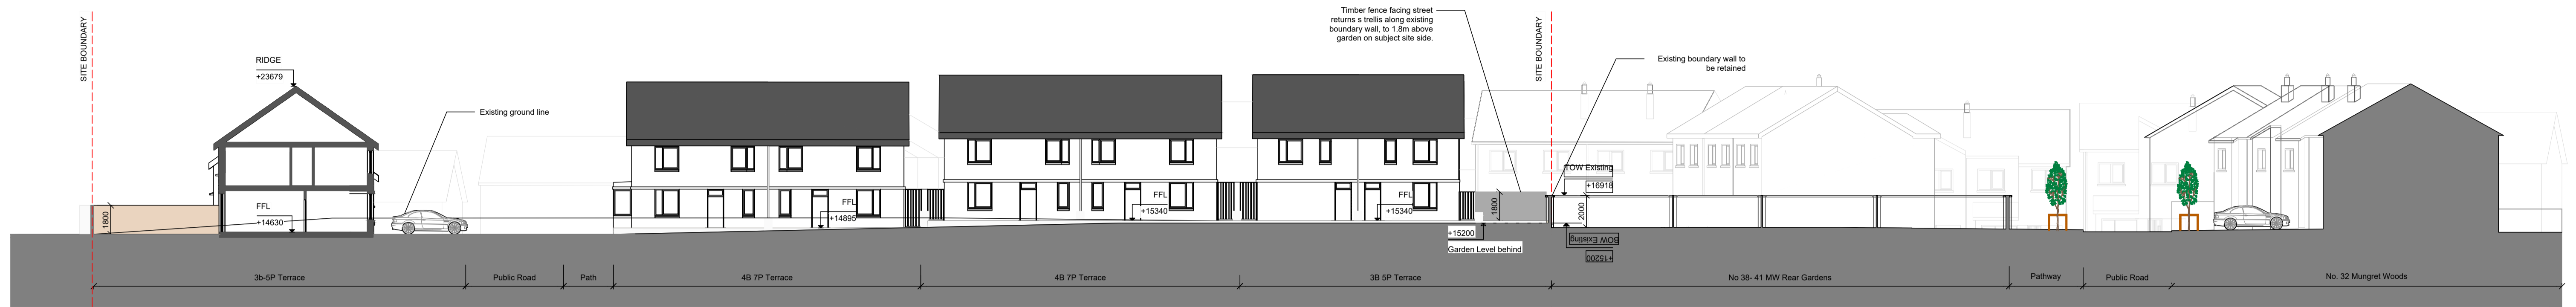 SITE BOUNDARY
RIDGE
+23679
FFL
+14630
1800
Existing ground line
FFL
+14895
FFL
+15340
FFL
+15340
Timber fence facing street
returns s trellis along existing
boundary wall, to 1.8m above
garden on subject site side.
SITE BOUNDARY
Existing boundary wall to
be retained
TOW Existing
+16918
1800
2000
+15200
Garden Level behind
BOW Existing
+15200
3b-5P Terrace
Public Road
Path
4B 7P Terrace
4B 7P Terrace
3B 5P Terrace
No 38- 41 MW Rear Gardens
Pathway
Public Road
No. 32 Mungret Woods